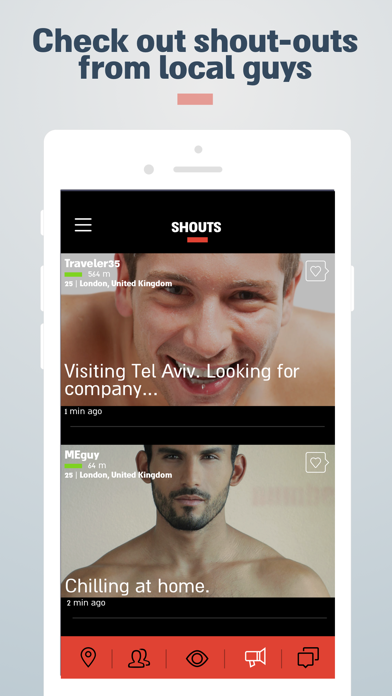 Check out shout-outs
from local guys
SHOUTS
Traveler35
564 m
25 | London, United Kingdom
Visiting Tel Aviv. Looking for
company...
1 min ago
MEguy
64 m
25 | London, United Kingdom
Chilling at home.
2 min ago